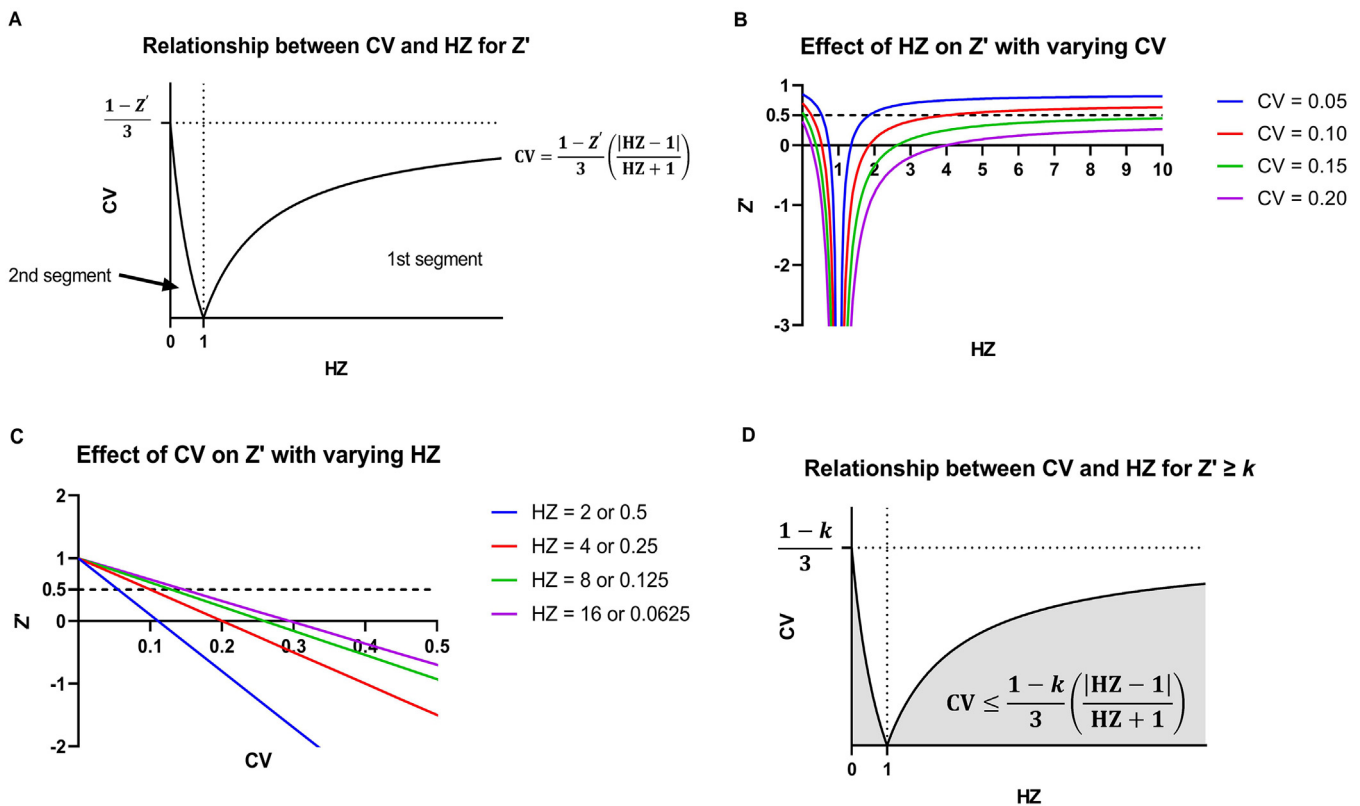 A
Relationship between CV and HZ for Z'
1 − Z′
3
CV
2nd segment
1st segment
CV = 1 − Z′ / 3 ( |HZ − 1| / HZ + 1 )
0 1
HZ
B
Effect of HZ on Z' with varying CV
1
0.5
0
-1
-2
-3
Z'
1 2 3 4 5 6 7 8 9 10
HZ
CV = 0.05
CV = 0.10
CV = 0.15
CV = 0.20
C
Effect of CV on Z' with varying HZ
2
1
0.5
0
-1
-2
Z'
0.1 0.2 0.3 0.4 0.5
CV
HZ = 2 or 0.5
HZ = 4 or 0.25
HZ = 8 or 0.125
HZ = 16 or 0.0625
D
Relationship between CV and HZ for Z' ≥ k
1 − k
3
CV
CV ≤ 1 − k / 3 ( |HZ − 1| / HZ + 1 )
0 1
HZ